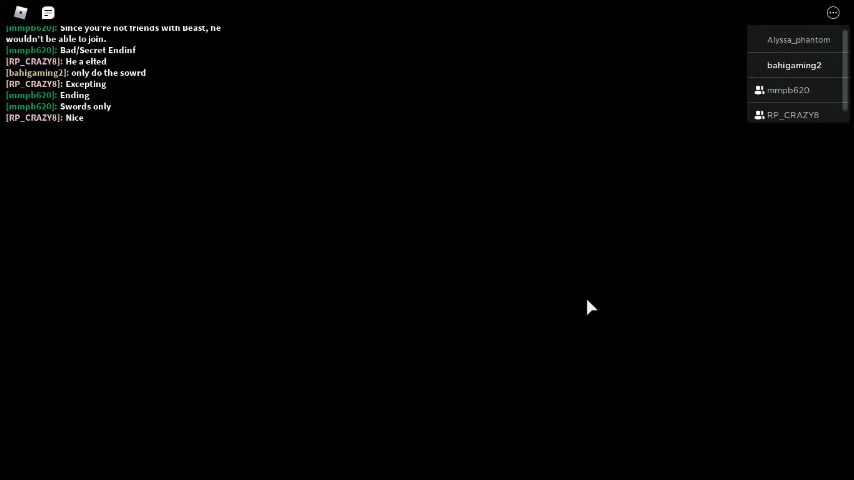 [mmpb620]: Since you're not friends with Beast, he
wouldn't be able to join.
[mmpb620]: Bad/Secret Endinf
[RP_CRAZY8]: He a elted
[bahigaming2]: only do the sowrd
[RP_CRAZY8]: Excepting
[mmpb620]: Ending
[mmpb620]: Swords only
[RP_CRAZY8]: Nice
Alyssa_phantom
bahigaming2
mmpb620
RP_CRAZY8